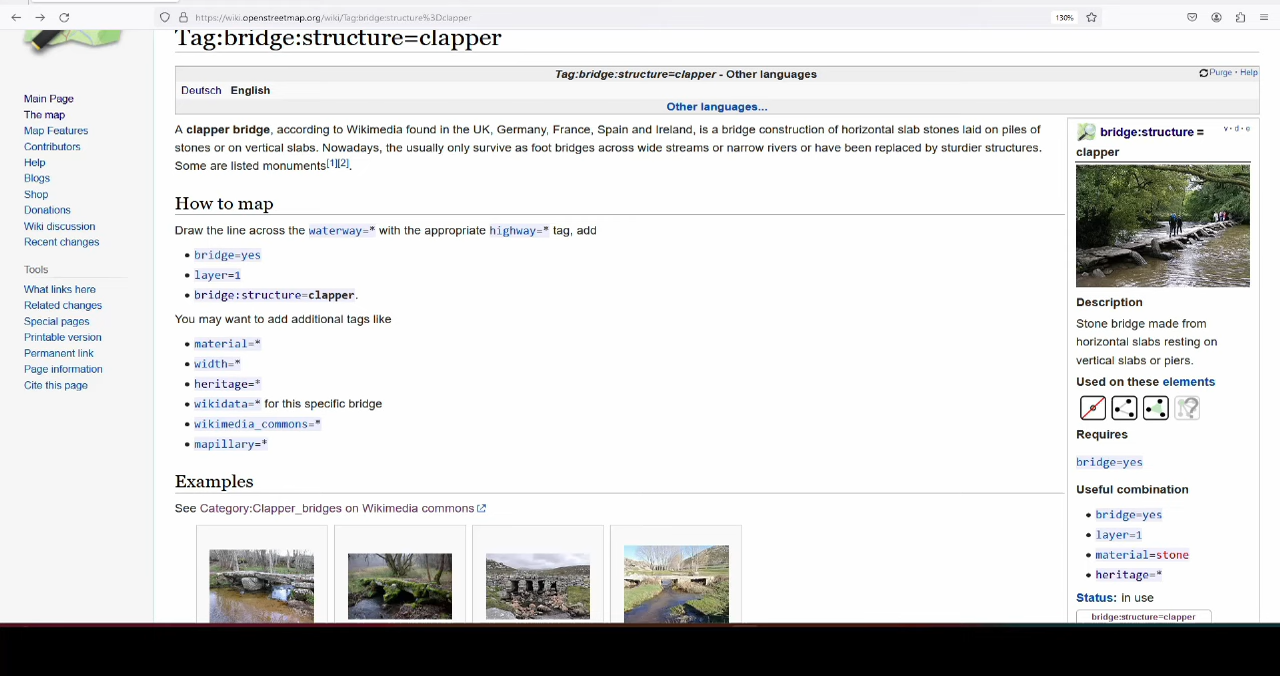 https://wiki.openstreetmap.org/wiki/Tag:bridge:structure%3Dclapper
130%
Tag:bridge:structure=clapper
Tag:bridge:structure=clapper - Other languages
Purge • Help
Deutsch English
Other languages...
Main Page
The map
Map Features
Contributors
Help
Blogs
Shop
Donations
Wiki discussion
Recent changes
Tools
What links here
Related changes
Special pages
Printable version
Permanent link
Page information
Cite this page
A clapper bridge, according to Wikimedia found in the UK, Germany, France, Spain and Ireland, is a bridge construction of horizontal slab stones laid on piles of
stones or on vertical slabs. Nowadays, the usually only survive as foot bridges across wide streams or narrow rivers or have been replaced by sturdier structures.
Some are listed monuments[1][2].
How to map
Draw the line across the waterway=* with the appropriate highway=* tag, add
• bridge=yes
• layer=1
• bridge:structure=clapper.
You may want to add additional tags like
• material=*
• width=*
• heritage=*
• wikidata=* for this specific bridge
• wikimedia_commons=*
• mapillary=*
Examples
See Category:Clapper_bridges on Wikimedia commons
bridge:structure =
clapper
v · d · e
Description
Stone bridge made from
horizontal slabs resting on
vertical slabs or piers.
Used on these elements
Requires
bridge=yes
Useful combination
• bridge=yes
• layer=1
• material=stone
• heritage=*
Status: in use
bridge:structure=clapper